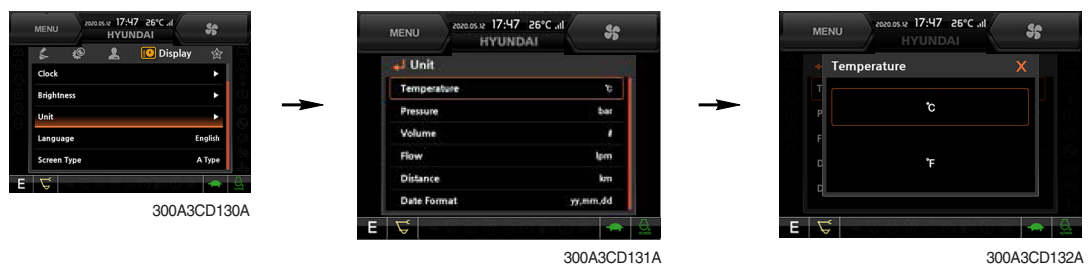 MENU
2020.05.12 17:47 26°C
HYUNDAI
Display
Clock
Brightness
Unit
Language English
Screen Type A Type
E
300A3CD130A
MENU
2020.05.12 17:47 26°C
HYUNDAI
Unit
Temperature ℃
Pressure bar
Volume ℓ
Flow lpm
Distance km
Date Format yy,mm,dd
E
300A3CD131A
MENU
2020.05.12 17:47 26°C
HYUNDAI
Temperature X
T
P
℃
F
D
℉
D
E
300A3CD132A